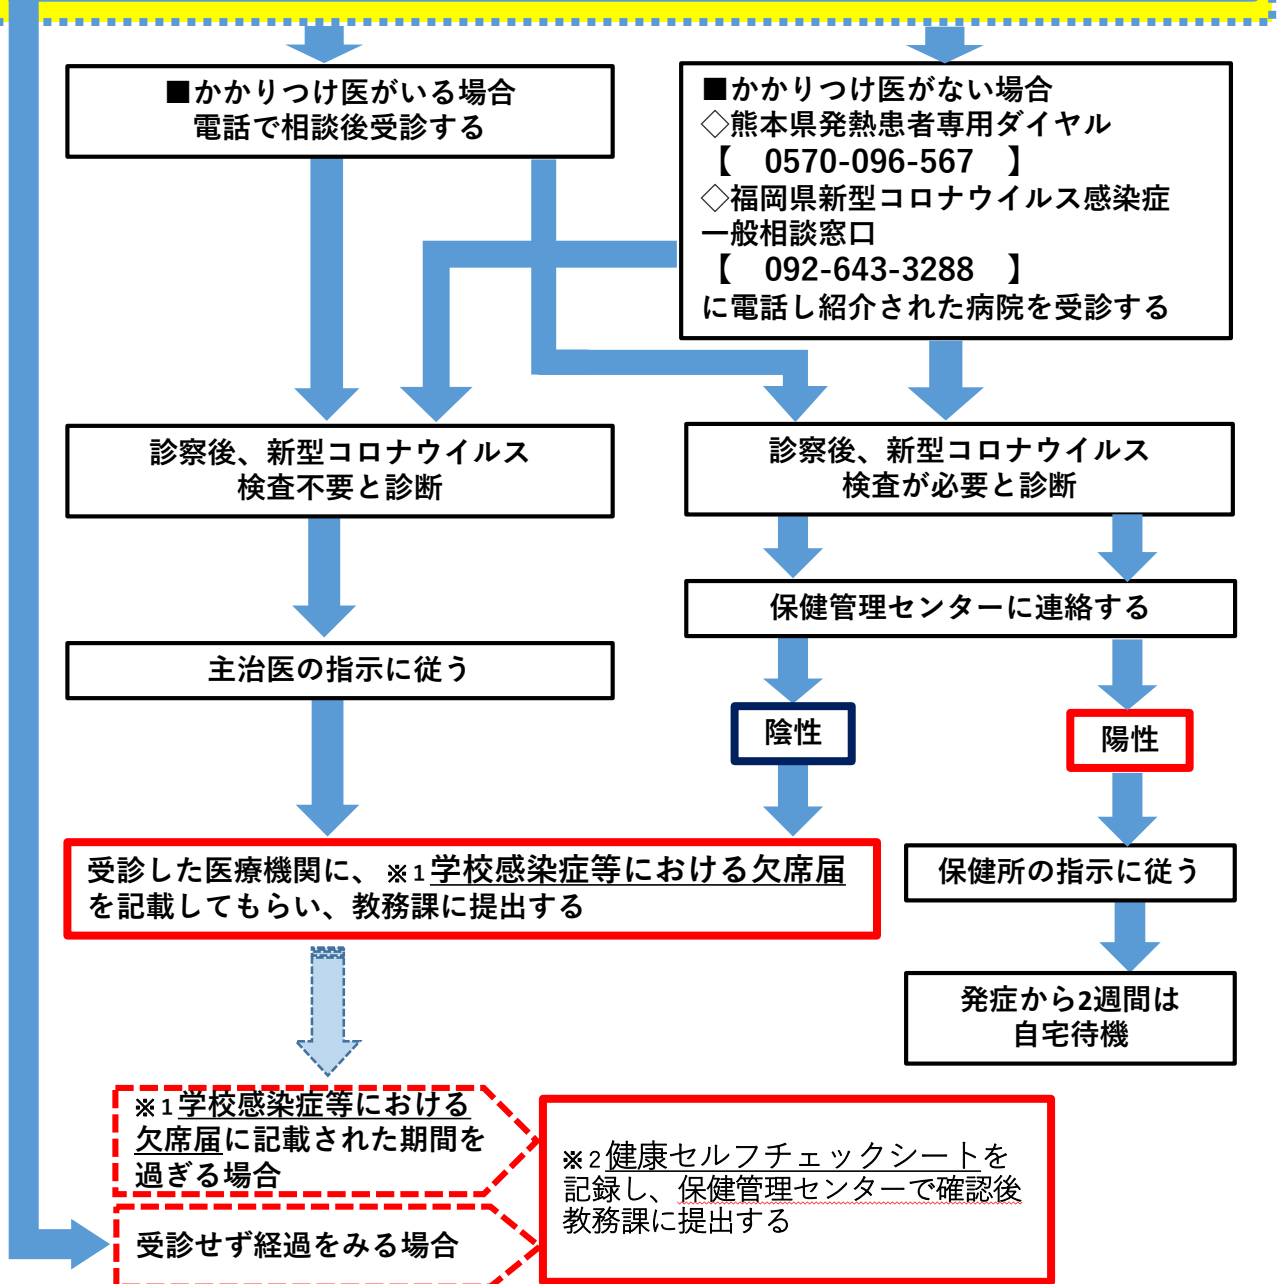 ■かかりつけ医がいる場合
電話で相談後受診する
■かかりつけ医がない場合
◇熊本県発熱患者専用ダイヤル
【 0570-096-567 】
◇福岡県新型コロナウイルス感染症
一般相談窓口
【 092-643-3288 】
に電話し紹介された病院を受診する
診察後、新型コロナウイルス
検査不要と診断
診察後、新型コロナウイルス
検査が必要と診断
保健管理センターに連絡する
主治医の指示に従う
陰性
陽性
受診した医療機関に、※1学校感染症等における欠席届
を記載してもらい、教務課に提出する
保健所の指示に従う
発症から2週間は
自宅待機
※1学校感染症等における
欠席届に記載された期間を
過ぎる場合
※2健康セルフチェックシートを
記録し、保健管理センターで確認後
教務課に提出する
受診せず経過をみる場合